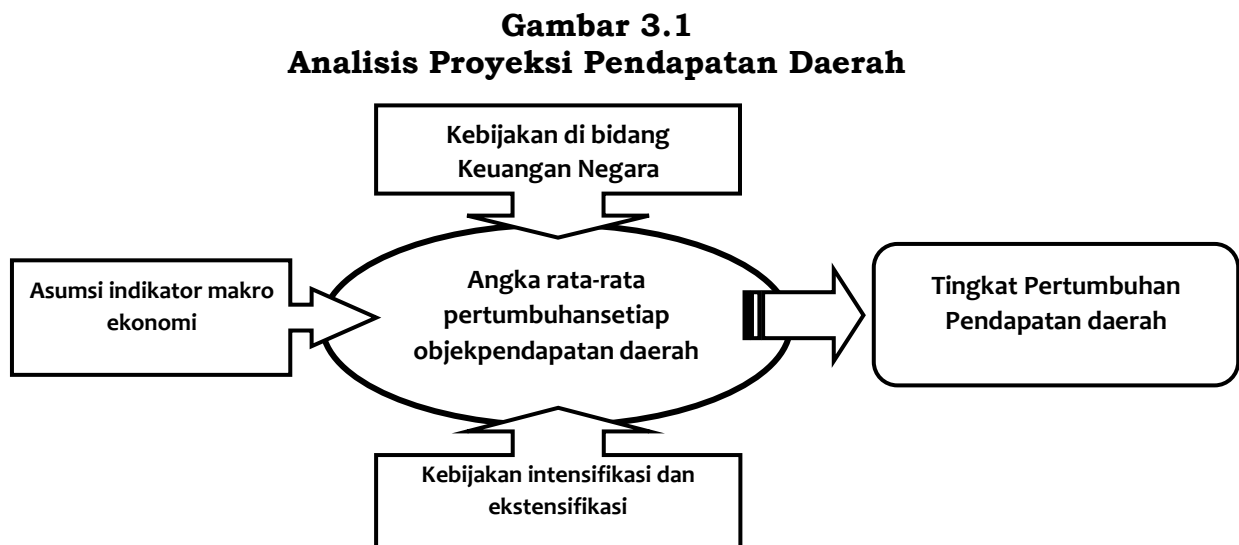 Gambar 3.1
Analisis Proyeksi Pendapatan Daerah
Kebijakan di bidang
Keuangan Negara
Asumsi indikator makro
ekonomi
Angka rata-rata
pertumbuhansetiap
objekpendapatan daerah
Tingkat Pertumbuhan
Pendapatan daerah
Kebijakan intensifikasi dan
ekstensifikasi